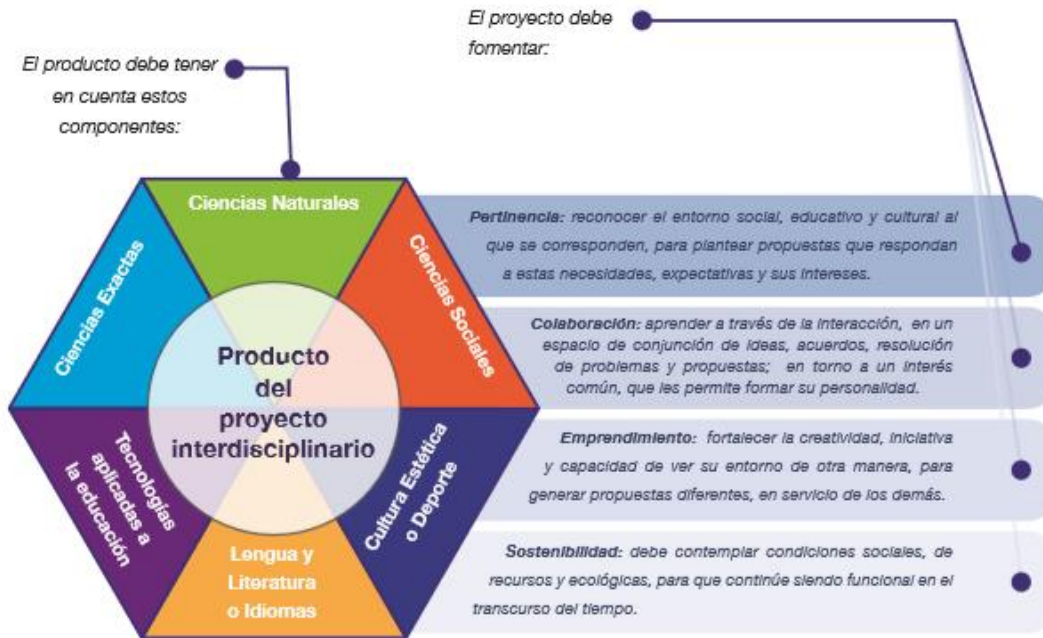 El proyecto debe
fomentar:
El producto debe tener
en cuenta estos
componentes:
Ciencias Naturales
Ciencias Exactas
Ciencias Sociales
Producto
del
proyecto
interdisciplinario
Tecnologías
aplicadas a
la educación
Lengua y
Literatura
o Idiomas
Cultura Estética
o Deporte
Pertinencia: reconocer el entorno social, educativo y cultural al
que se corresponden, para plantear propuestas que respondan
a estas necesidades, expectativas y sus intereses.
Colaboración: aprender a través de la interacción, en un
espacio de conjunción de ideas, acuerdos, resolución
de problemas y propuestas; en torno a un interés
común, que les permite formar su personalidad.
Emprendimiento: fortalecer la creatividad, iniciativa
y capacidad de ver su entorno de otra manera, para
generar propuestas diferentes, en servicio de los demás.
Sostenibilidad: debe contemplar condiciones sociales, de
recursos y ecológicas, para que continúe siendo funcional en el
transcurso del tiempo.